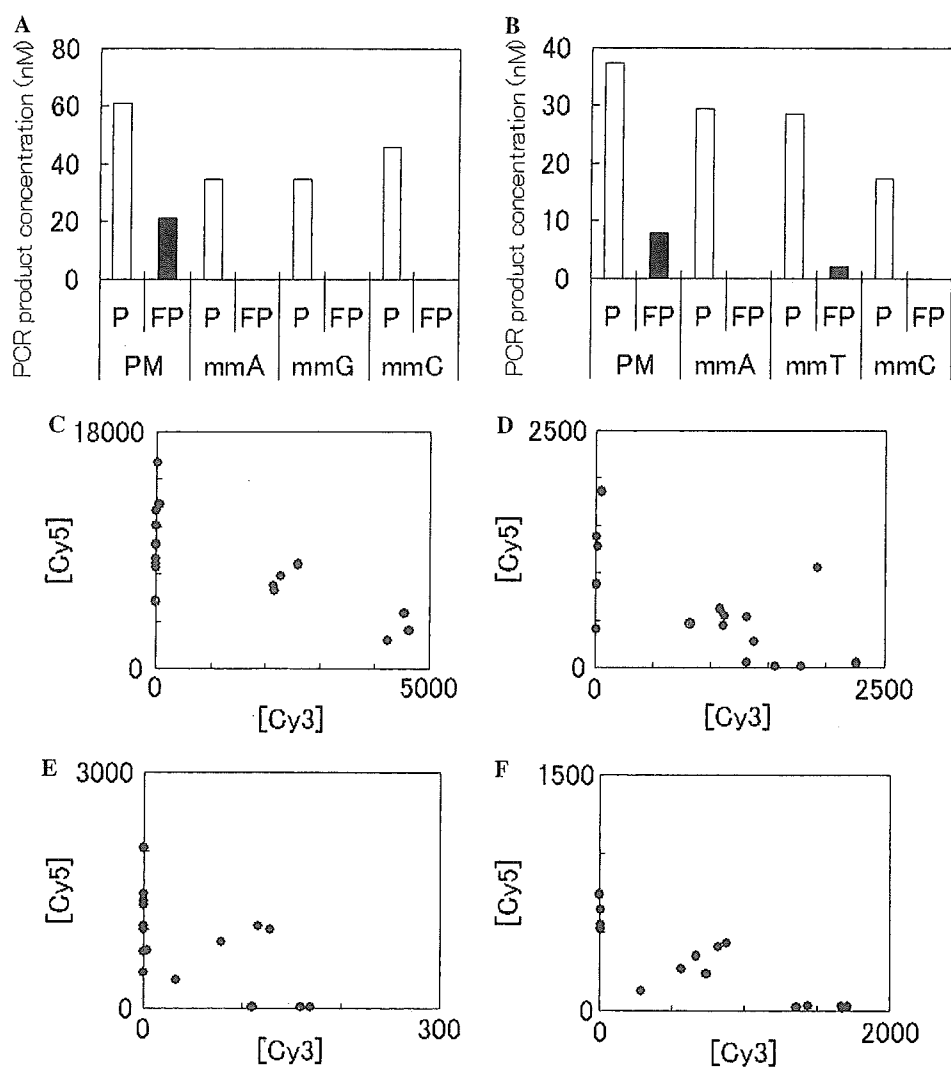 A
PCR product concentration (nM)
80
60
40
20
0
P FP P FP P FP P FP
PM mmA mmG mmC
B
PCR product concentration (nM)
40
30
20
10
0
P FP P FP P FP P FP
PM mmA mmT mmC
C
18000
[Cy5]
0
0 5000
[Cy3]
D
2500
[Cy5]
0
0 2500
[Cy3]
E
3000
[Cy5]
0
0 300
[Cy3]
F
1500
[Cy5]
0
0 2000
[Cy3]